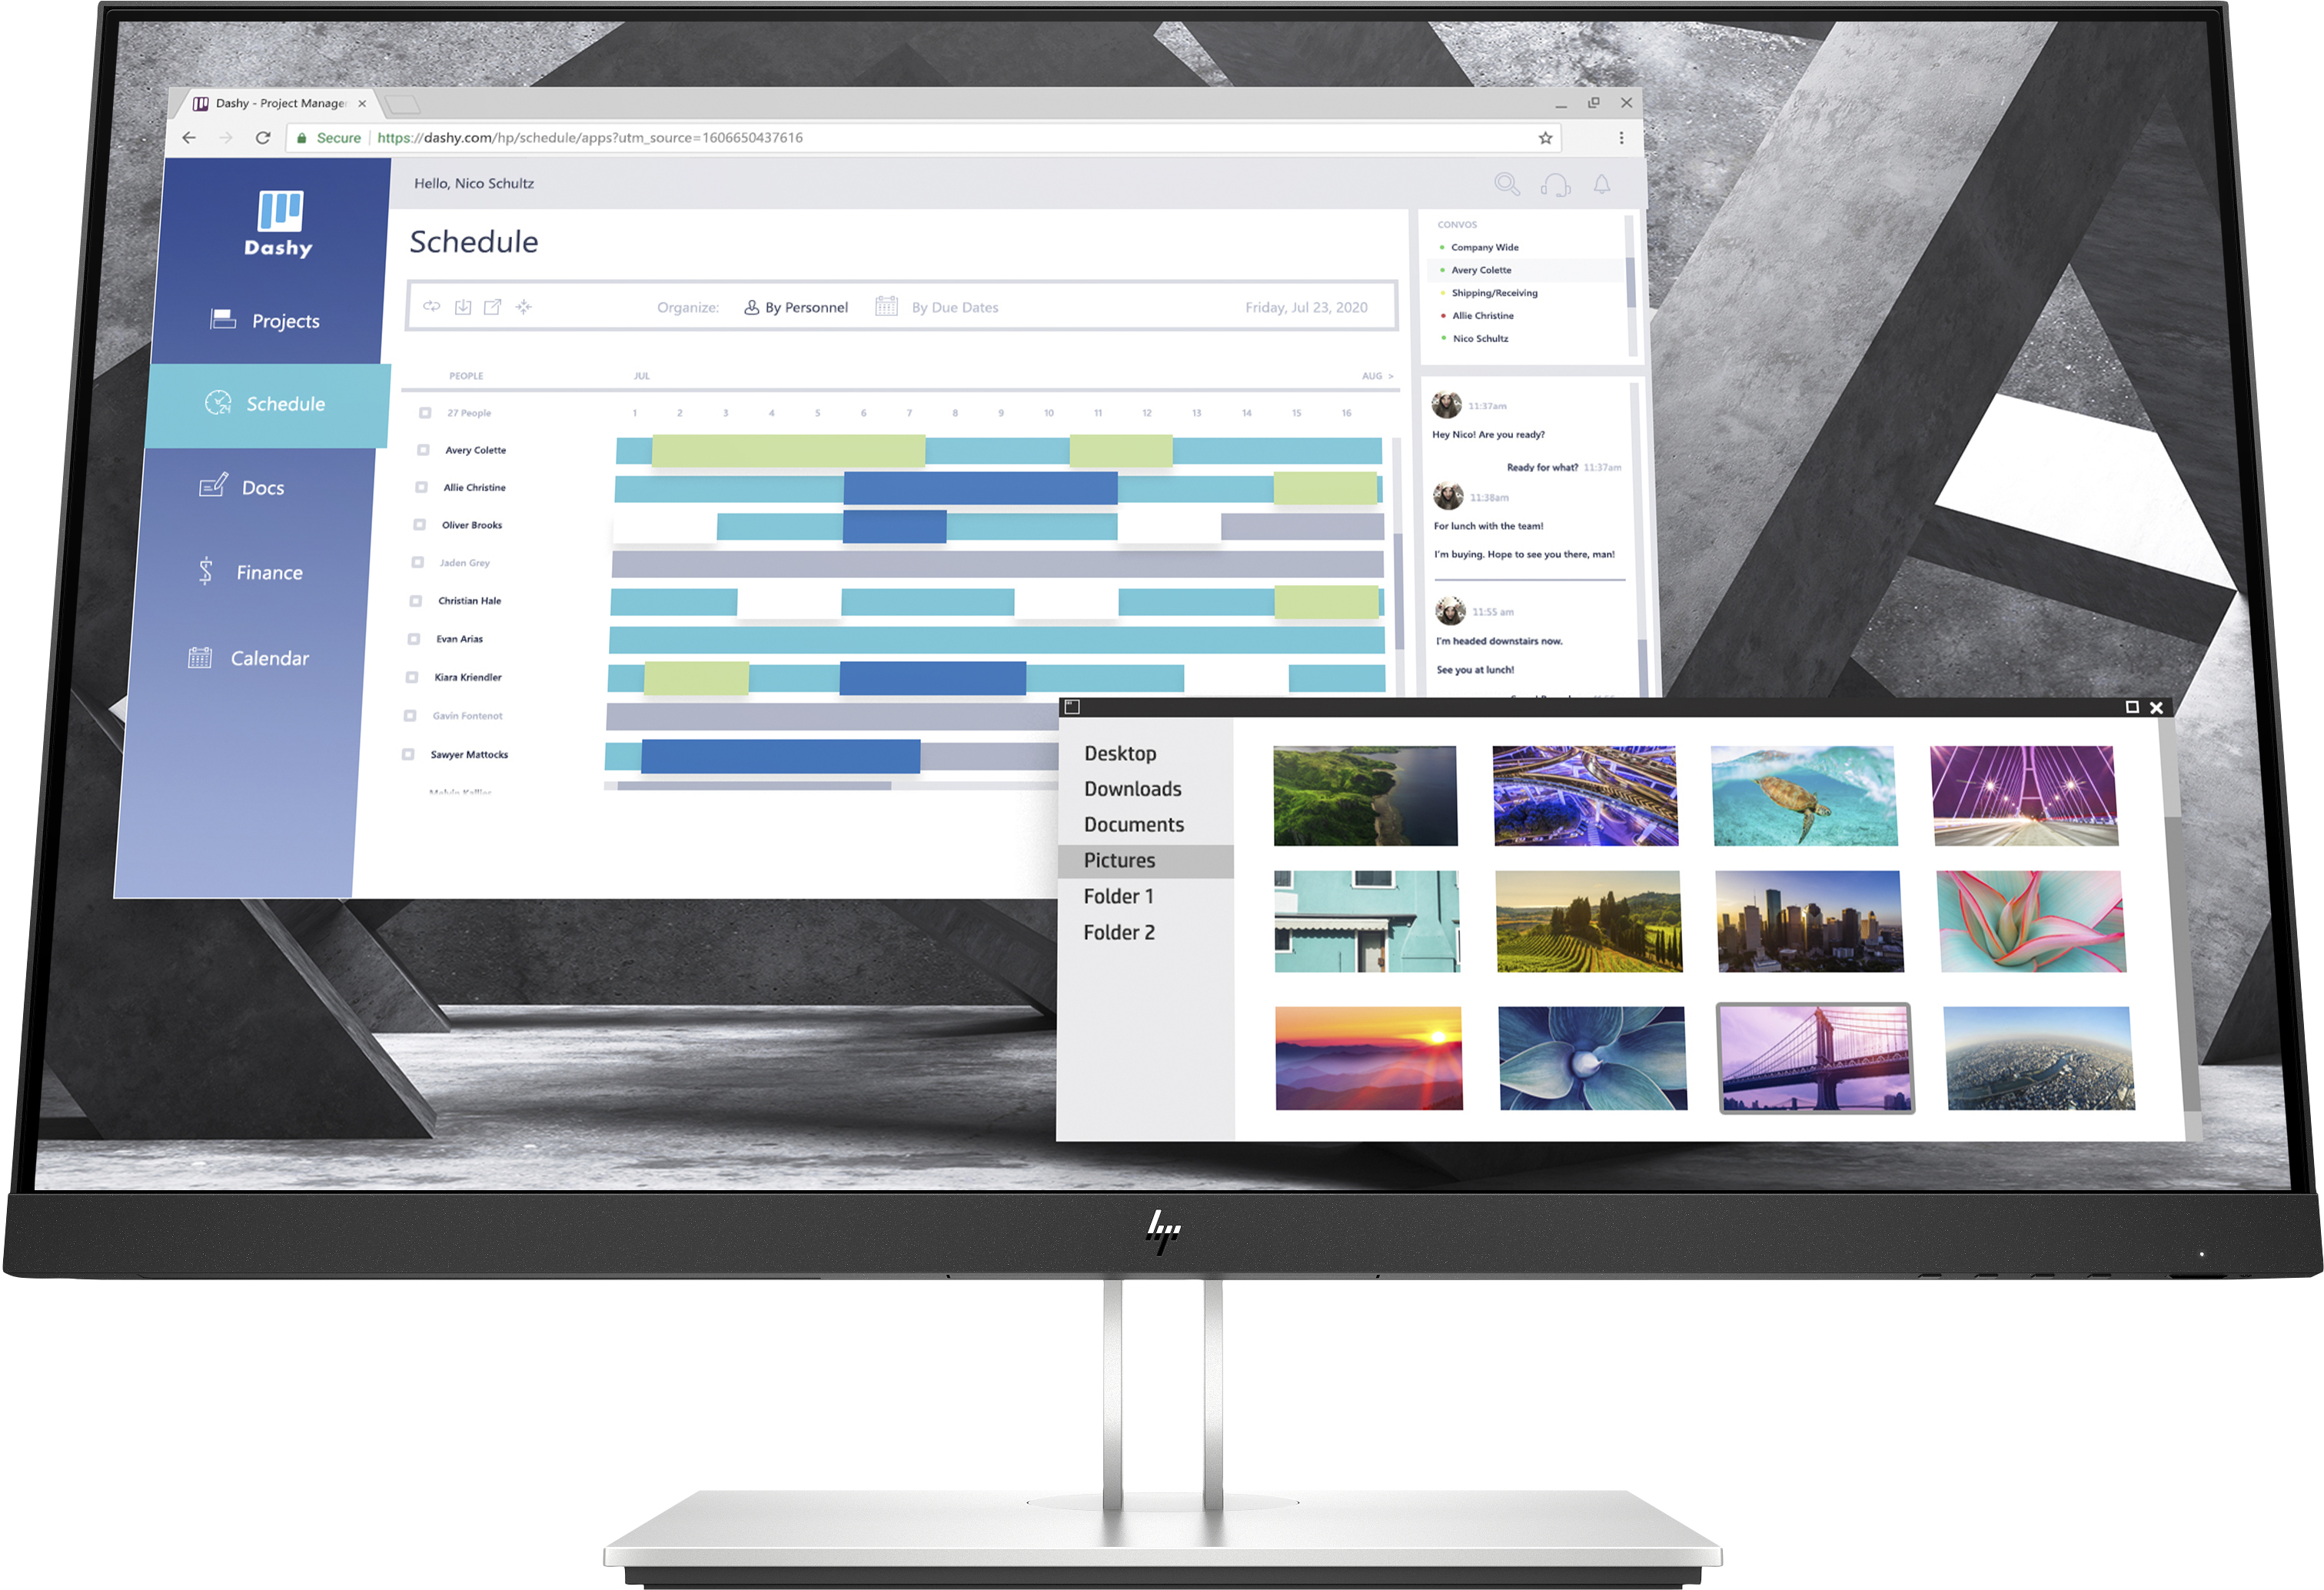 Dashy - Project Manager
Secure https://dashy.com/hp/schedule/apps?utm_source=1606650437616
Hello, Nico Schultz
Dashy
Projects
Schedule
Docs
Finance
Calendar
Schedule
Organize: By Personnel By Due Dates Friday, Jul 23, 2020
PEOPLE JUL AUG >
27 People 1 2 3 4 5 6 7 8 9 10 11 12 13 14 15 16
Avery Colette
Allie Christine
Oliver Brooks
Jaden Grey
Christian Hale
Evan Arias
Kiara Kriendler
Gavin Fontenot
Sawyer Mattocks
CONVOS
Company Wide
Avery Colette
Shipping/Receiving
Allie Christine
Nico Schultz
11:37am
Hey Nico! Are you ready?
Ready for what? 11:37am
11:38am
For lunch with the team!
I'm buying. Hope to see you there, man!
11:55 am
I'm headed downstairs now.
See you at lunch!
Desktop
Downloads
Documents
Pictures
Folder 1
Folder 2
hp